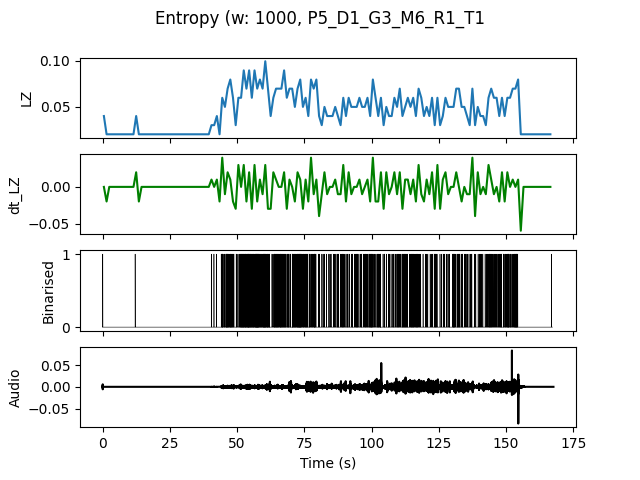 Entropy (w: 1000, P5_D1_G3_M6_R1_T1
0.10
0.05
LZ
0.00
−0.05
dt_LZ
1
0
Binarised
0.05
0.00
−0.05
Audio
0 25 50 75 100 125 150 175
Time (s)